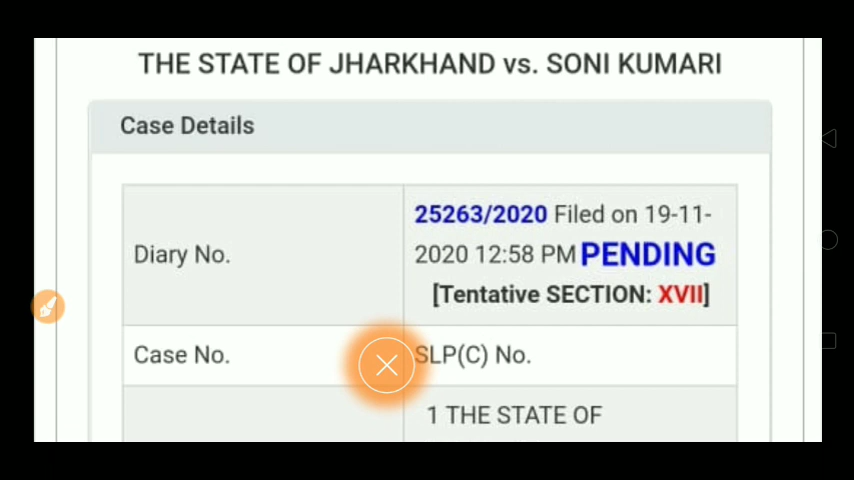 THE STATE OF JHARKHAND vs. SONI KUMARI
Case Details
Diary No.
25263/2020 Filed on 19-11-
2020 12:58 PM PENDING
[Tentative SECTION: XVII]
Case No.
SLP(C) No.
1 THE STATE OF